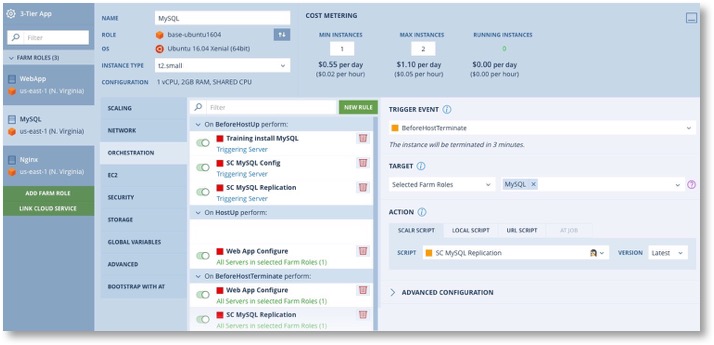 3-Tier App
Filter
FARM ROLES (3)
WebApp
us-east-1 (N. Virginia)
MySQL
us-east-1 (N. Virginia)
Nginx
us-east-1 (N. Virginia)
ADD FARM ROLE
LINK CLOUD SERVICE
NAME
MySQL
ROLE
base-ubuntu1604
OS
Ubuntu 16.04 Xenial (64bit)
INSTANCE TYPE
t2.small
CONFIGURATION
1 vCPU, 2GB RAM, SHARED CPU
COST METERING
MIN INSTANCES
MAX INSTANCES
RUNNING INSTANCES
1
2
0
$0.55 per day
$1.10 per day
$0.00 per day
($0.02 per hour)
($0.05 per hour)
($0.00 per hour)
SCALING
NETWORK
ORCHESTRATION
EC2
SECURITY
STORAGE
GLOBAL VARIABLES
ADVANCED
BOOTSTRAP WITH AT
Filter
NEW RULE
On BeforeHostUp perform:
Training install MySQL
Triggering Server
SC MySQL Config
Triggering Server
SC MySQL Replication
Triggering Server
On HostUp perform:
Web App Configure
All Servers in selected Farm Roles (1)
On BeforeHostTerminate perform:
Web App Configure
All Servers in selected Farm Roles (1)
SC MySQL Replication
All Servers in selected Farm Roles (1)
TRIGGER EVENT
BeforeHostTerminate
The instance will be terminated in 3 minutes.
TARGET
Selected Farm Roles
MySQL
ACTION
SCALR SCRIPT
LOCAL SCRIPT
URL SCRIPT
AT JOB
SCRIPT
SC MySQL Replication
VERSION
Latest
ADVANCED CONFIGURATION